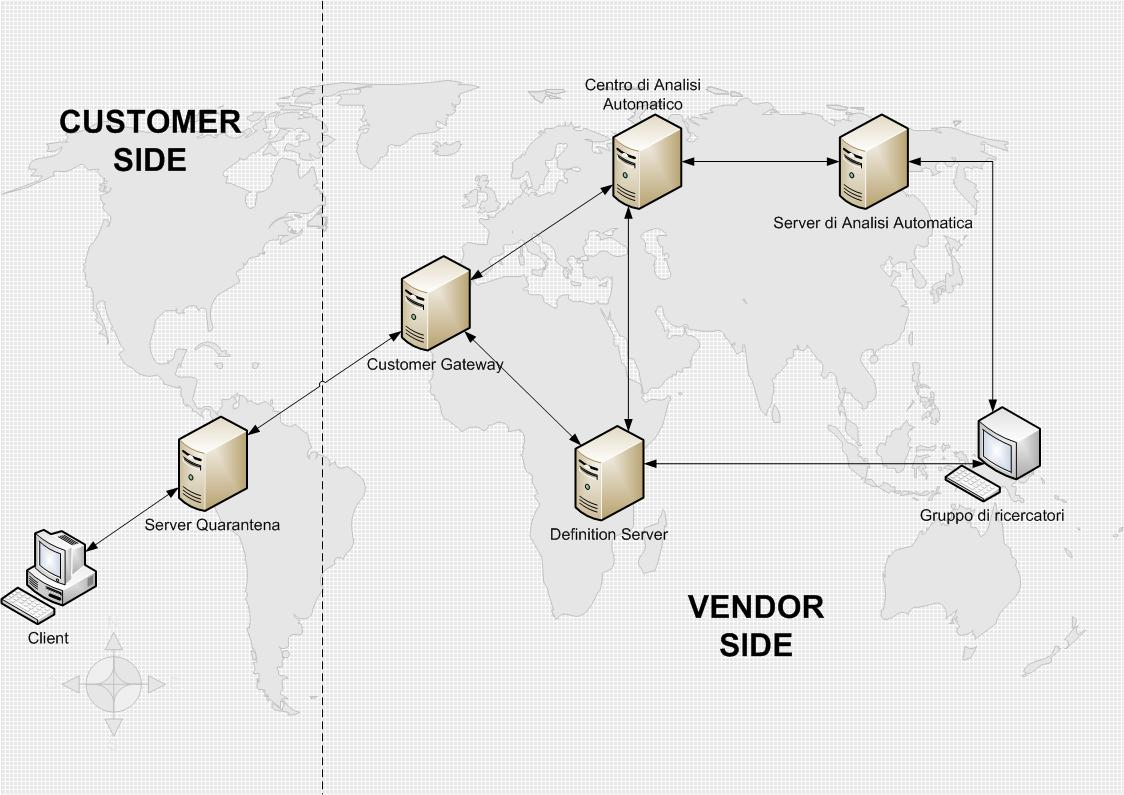 CUSTOMER
SIDE
Centro di Analisi
Automatico
Server di Analisi Automatica
Customer Gateway
Server Quarantena
Client
Definition Server
Gruppo di ricercatori
VENDOR
SIDE